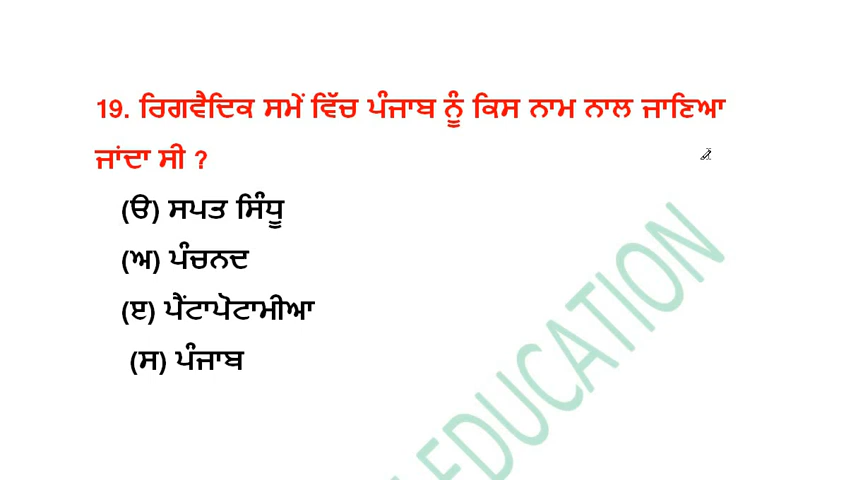 19. ਰਿਗਵੈਦਿਕ ਸਮੇਂ ਵਿੱਚ ਪੰਜਾਬ ਨੂੰ ਕਿਸ ਨਾਮ ਨਾਲ ਜਾਣਿਆ
ਜਾਂਦਾ ਸੀ ?
(ੳ) ਸਪਤ ਸਿੰਧੂ
(ਅ) ਪੰਚਨਦ
(ੲ) ਪੈਂਟਾਪੋਟਾਮੀਆ
(ਸ) ਪੰਜਾਬ
EDUCATION